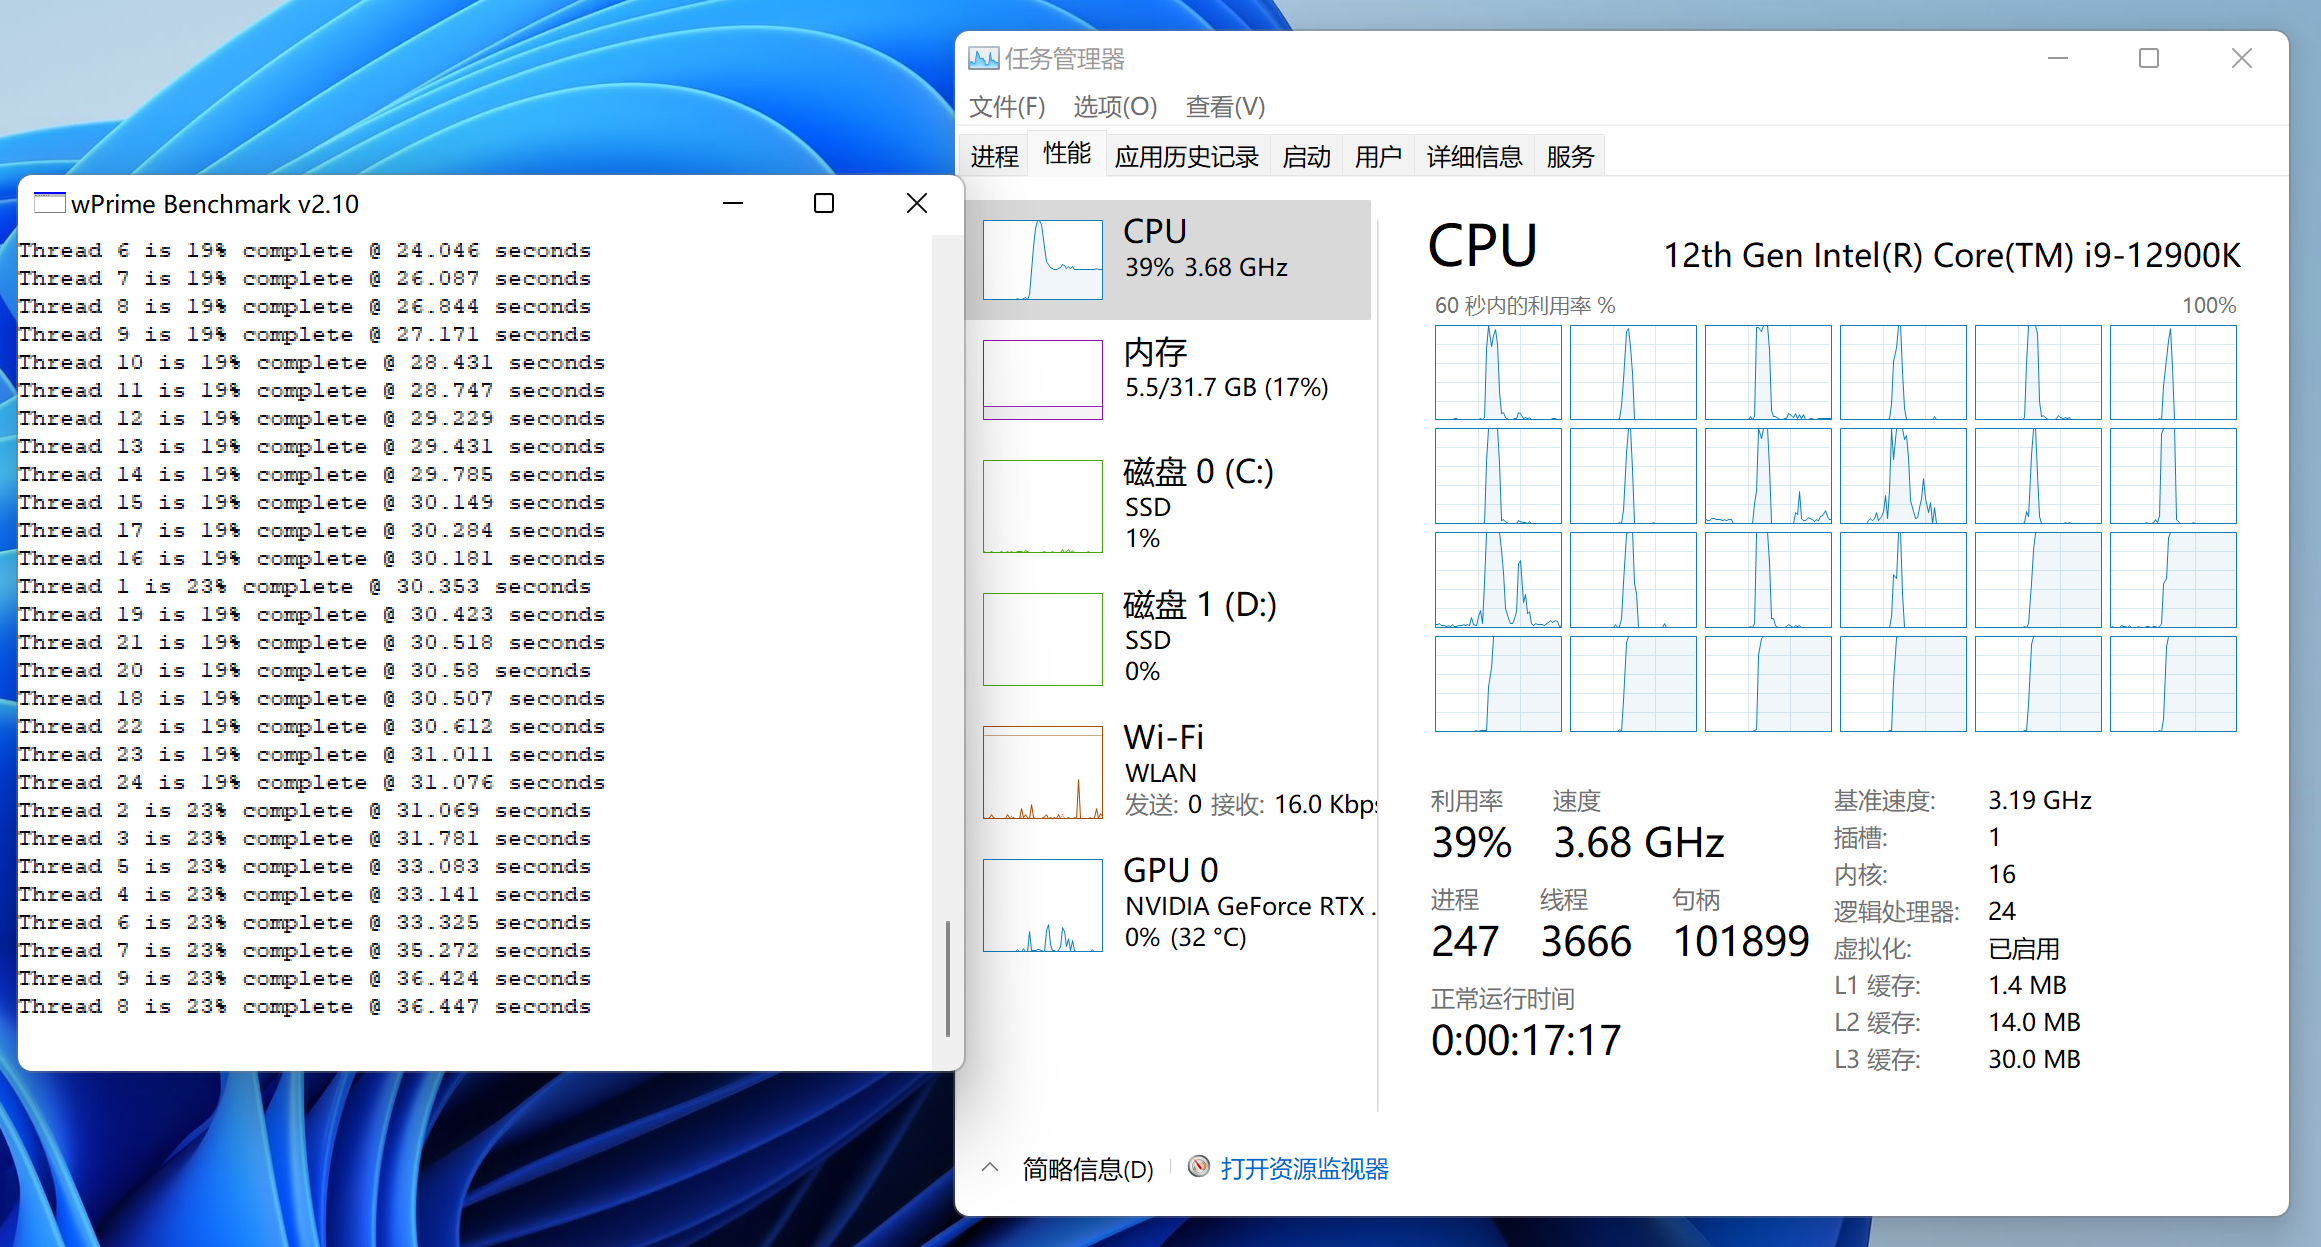 wPrime Benchmark v2.10
Thread 6 is 19% complete @ 24.046 seconds
Thread 7 is 19% complete @ 26.087 seconds
Thread 8 is 19% complete @ 26.844 seconds
Thread 9 is 19% complete @ 27.171 seconds
Thread 10 is 19% complete @ 28.431 seconds
Thread 11 is 19% complete @ 28.747 seconds
Thread 12 is 19% complete @ 29.229 seconds
Thread 13 is 19% complete @ 29.431 seconds
Thread 14 is 19% complete @ 29.785 seconds
Thread 15 is 19% complete @ 30.149 seconds
Thread 17 is 19% complete @ 30.284 seconds
Thread 16 is 19% complete @ 30.181 seconds
Thread 1 is 23% complete @ 30.353 seconds
Thread 19 is 19% complete @ 30.423 seconds
Thread 21 is 19% complete @ 30.518 seconds
Thread 20 is 19% complete @ 30.58 seconds
Thread 18 is 19% complete @ 30.507 seconds
Thread 22 is 19% complete @ 30.612 seconds
Thread 23 is 19% complete @ 31.011 seconds
Thread 24 is 19% complete @ 31.076 seconds
Thread 2 is 23% complete @ 31.069 seconds
Thread 3 is 23% complete @ 31.781 seconds
Thread 5 is 23% complete @ 33.083 seconds
Thread 4 is 23% complete @ 33.141 seconds
Thread 6 is 23% complete @ 33.325 seconds
Thread 7 is 23% complete @ 35.272 seconds
Thread 9 is 23% complete @ 36.424 seconds
Thread 8 is 23% complete @ 36.447 seconds
任务管理器
文件(F) 选项(O) 查看(V)
进程 性能 应用历史记录 启动 用户 详细信息 服务
CPU
39% 3.68 GHz
内存
5.5/31.7 GB (17%)
磁盘 0 (C:)
SSD
1%
磁盘 1 (D:)
SSD
0%
Wi-Fi
WLAN
发送: 0 接收: 16.0 Kbps
GPU 0
NVIDIA GeForce RTX .
0% (32 °C)
CPU 12th Gen Intel(R) Core(TM) i9-12900K
60 秒内的利用率 % 100%
利用率 速度
39% 3.68 GHz
进程 线程 句柄
247 3666 101899
正常运行时间
0:00:17:17
基准速度: 3.19 GHz
插槽: 1
内核: 16
逻辑处理器: 24
虚拟化: 已启用
L1 缓存: 1.4 MB
L2 缓存: 14.0 MB
L3 缓存: 30.0 MB
简略信息(D) 打开资源监视器